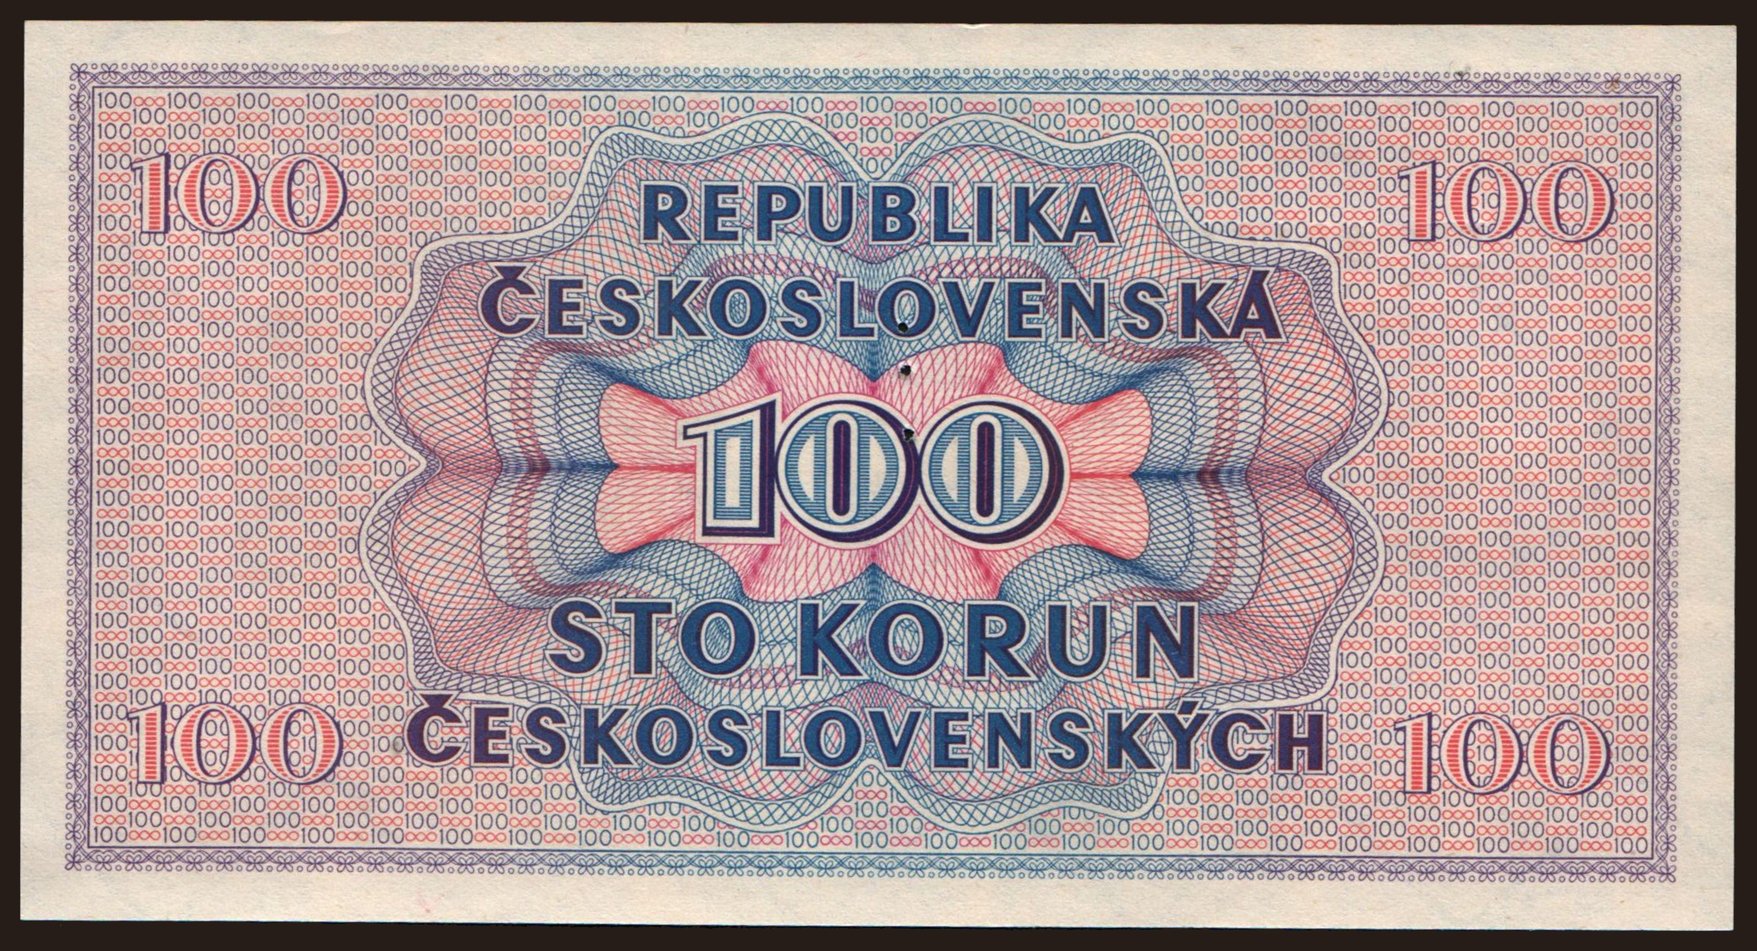 100 100
REPUBLIKA
ČESKOSLOVENSKÁ
100
STO KORUN
ČESKOSLOVENSKÝCH
100 100